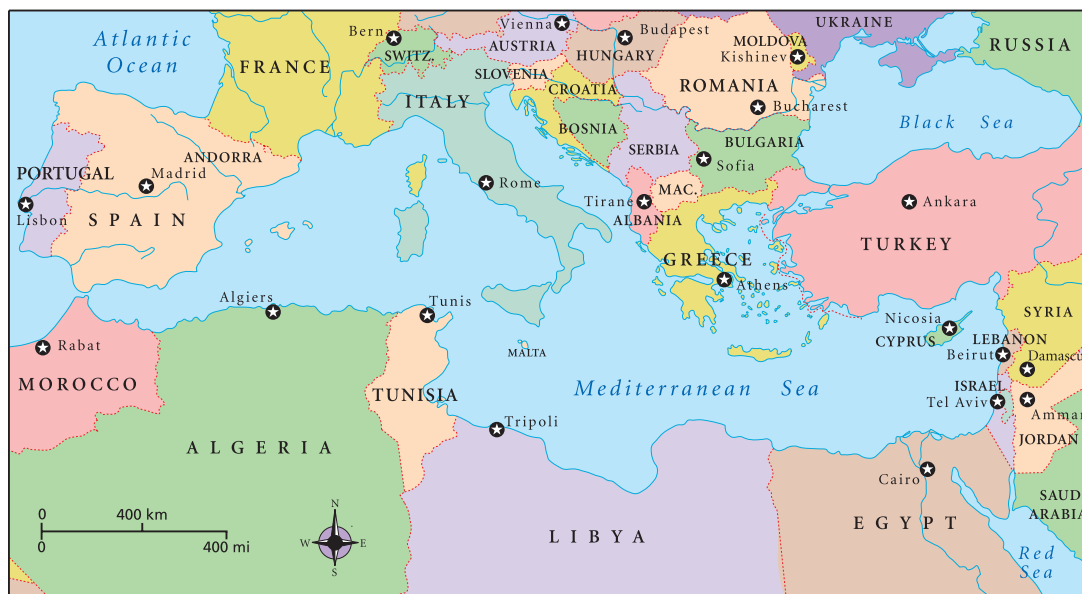 Atlantic
Ocean
FRANCE
Bern
SWITZ.
Vienna
AUSTRIA
Budapest
HUNGARY
UKRAINE
MOLDOVA
Kishinev
RUSSIA
SLOVENIA
CROATIA
ROMANIA
Bucharest
ITALY
BOSNIA
SERBIA
BULGARIA
Sofia
Black Sea
PORTUGAL
Lisbon
ANDORRA
Madrid
SPAIN
Rome
MAC.
Tirane
ALBANIA
GREECE
Athens
Ankara
TURKEY
Algiers
Tunis
MALTA
Nicosia
CYPRUS
SYRIA
LEBANON
Beirut
Damascu
Rabat
MOROCCO
TUNISIA
Mediterranean Sea
ISRAEL
Tel Aviv
Amman
JORDAN
Tripoli
ALGERIA
LIBYA
Cairo
EGYPT
SAUD
ARABIA
Red
Sea
0 400 km
0 400 mi
N
W E
S